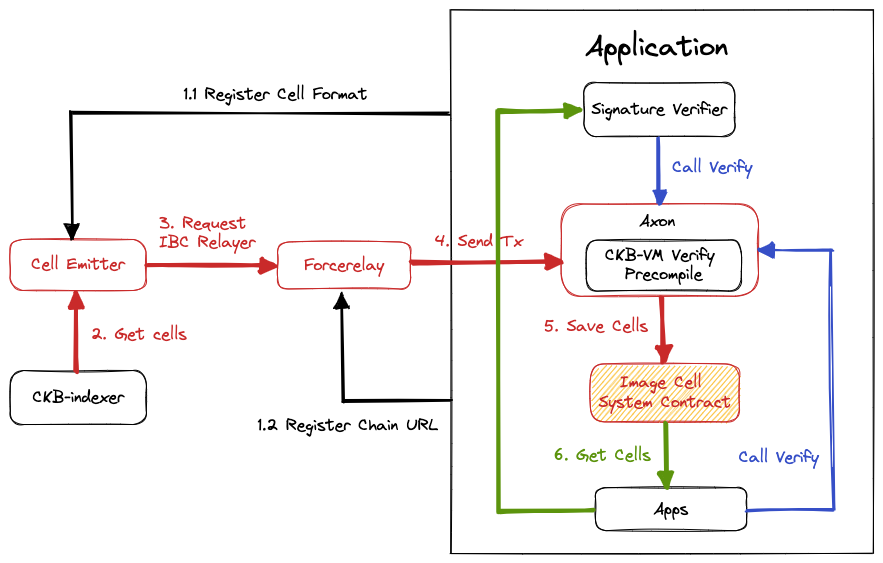 Application
1.1 Register Cell Format
Signature Verifier
Call Verify
3. Request
IBC Relayer
Axon
4. Send Tx
CKB-VM Verify
Precompile
Cell Emitter
Forcerelay
5. Save Cells
2. Get cells
Image Cell
System Contract
CKB-indexer
1.2 Register Chain URL
6. Get Cells
Call Verify
Apps